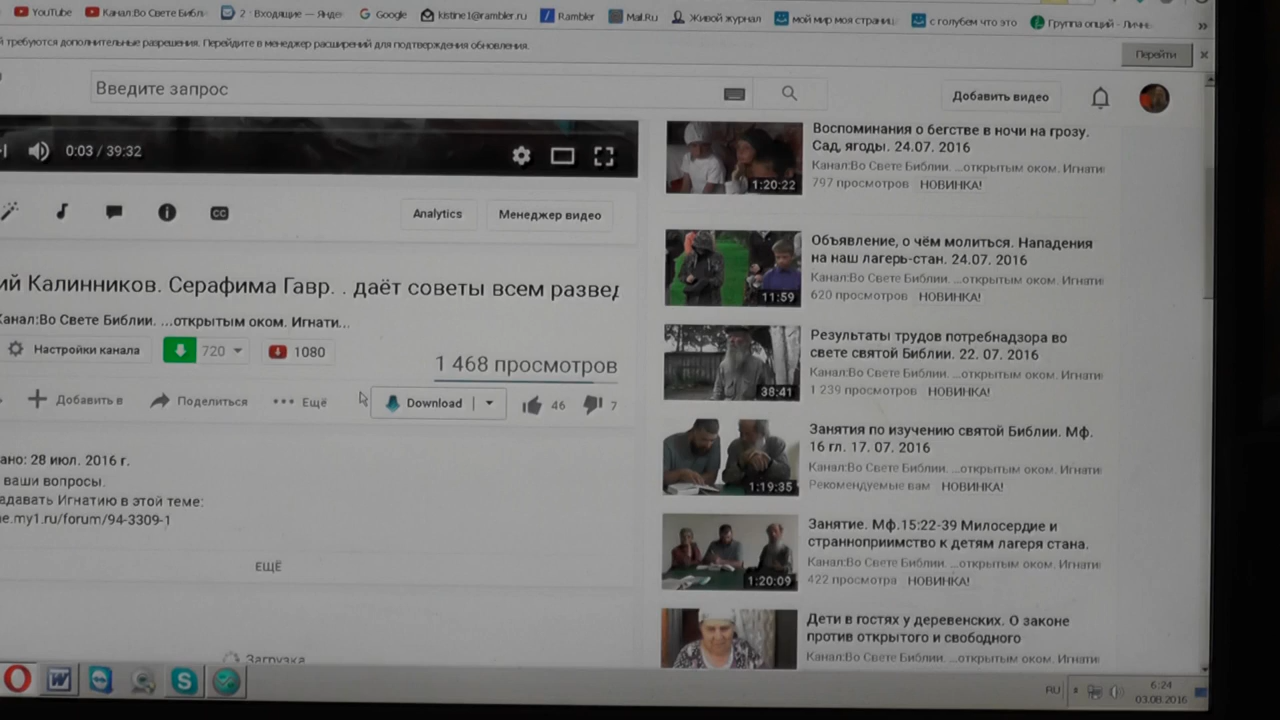 YouTube Канал:Во Свете Библ 2 · Входящие — Янде Google kistine1@rambler.ru Rambler Mail.Ru Живой журнал мой мир моя страниц с голубем что это Группа опций - Личн
й требуются дополнительные разрешения. Перейдите в менеджер расширений для подтверждения обновления.
Перейти
Введите запрос
Добавить видео
0:03 / 39:32
CC
Analytics
Менеджер видео
ий Калинников. Серафима Гавр. . даёт советы всем развед
Канал:Во Свете Библии. ...открытым оком. Игнати...
Настройки канала
720
1080
1 468 просмотров
Добавить в
Поделиться
Ещё
Download
46
7
ано: 28 июл. 2016 г.
ваши вопросы.
адавать Игнатию в этой теме:
ne.my1.ru/forum/94-3309-1
ЕЩЁ
Загрузка
1:20:22
Воспоминания о бегстве в ночи на грозу.
Сад, ягоды. 24.07. 2016
Канал:Во Свете Библии. ...открытым оком. Игнати
797 просмотров НОВИНКА!
11:59
Объявление, о чём молиться. Нападения
на наш лагерь-стан. 24.07. 2016
Канал:Во Свете Библии. ...открытым оком. Игнати
620 просмотров НОВИНКА!
38:41
Результаты трудов потребнадзора во
свете святой Библии. 22. 07. 2016
Канал:Во Свете Библии. ...открытым оком. Игнати
1 239 просмотров НОВИНКА!
1:19:35
Занятия по изучению святой Библии. Мф.
16 гл. 17. 07. 2016
Канал:Во Свете Библии. ...открытым оком. Игнати
Рекомендуемые вам НОВИНКА!
1:20:09
Занятие. Мф.15:22-39 Милосердие и
странноприимство к детям лагеря стана.
Канал:Во Свете Библии. ...открытым оком. Игнати
422 просмотра НОВИНКА!
Дети в гостях у деревенских. О законе
против открытого и свободного
Канал:Во Свете Библии. ...открытым оком. Игнати
RU
6:24
03.08.2016